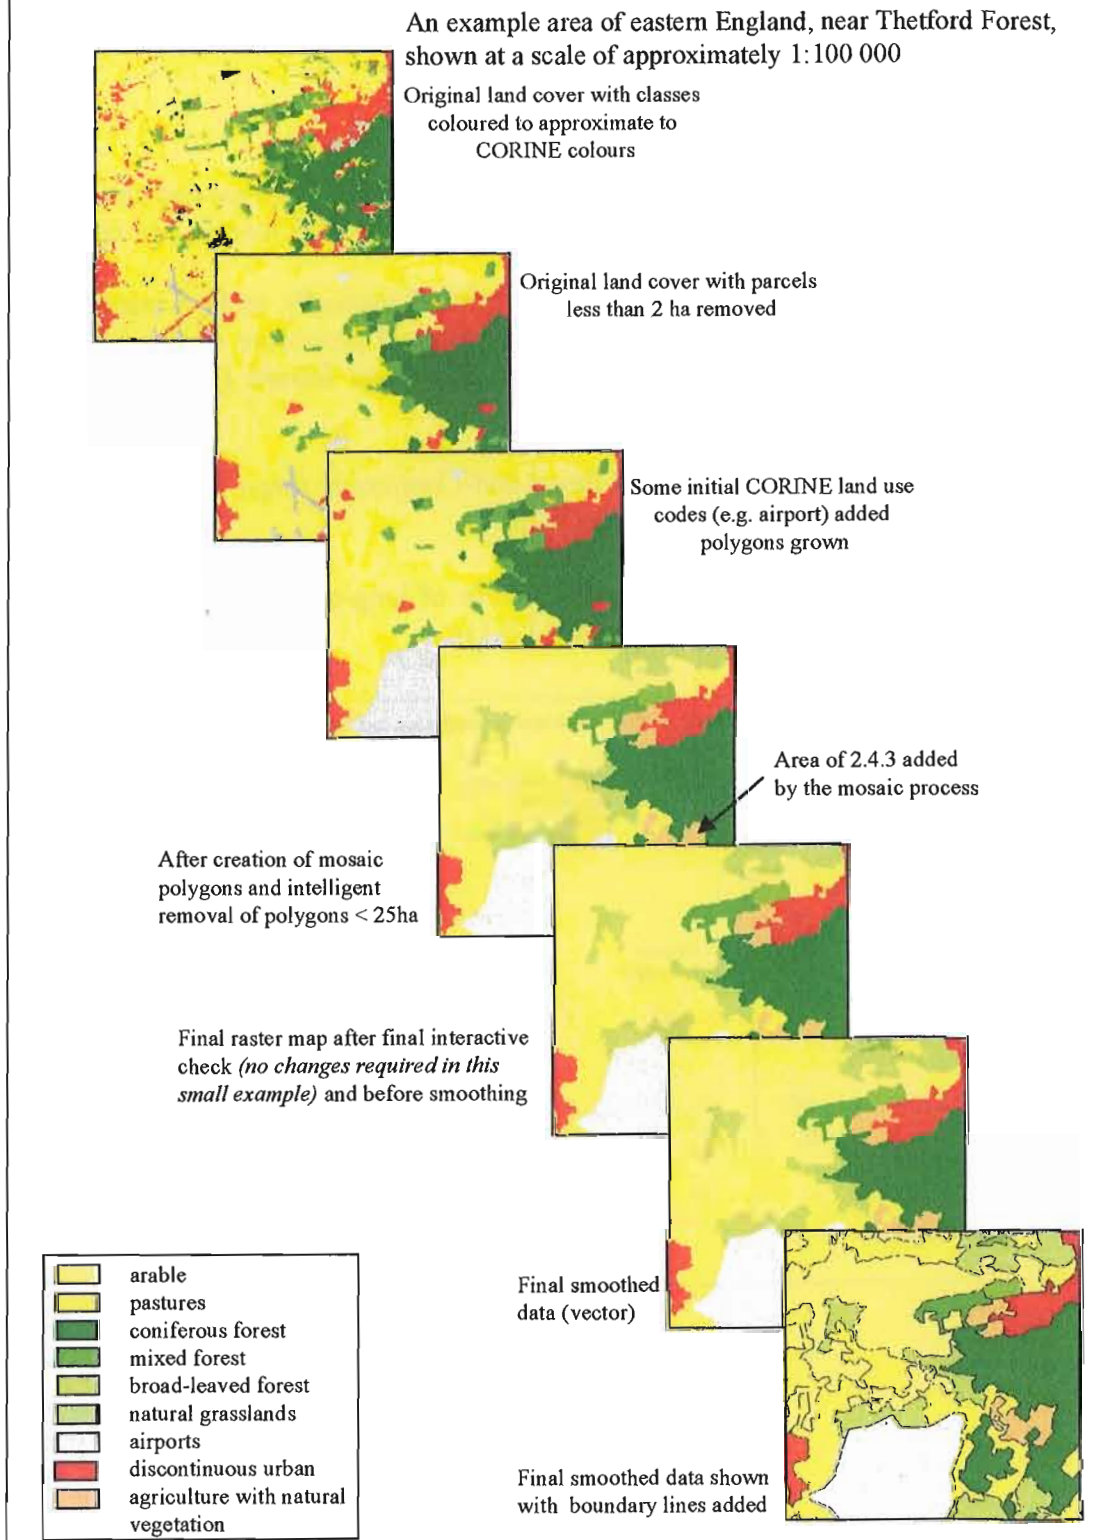 An example area of eastern England, near Thetford Forest,
shown at a scale of approximately 1:100 000
Original land cover with classes
coloured to approximate to
CORINE colours
Original land cover with parcels
less than 2 ha removed
Some initial CORINE land use
codes (e.g. airport) added
polygons grown
Area of 2.4.3 added
by the mosaic process
After creation of mosaic
polygons and intelligent
removal of polygons < 25ha
Final raster map after final interactive
check (no changes required in this
small example) and before smoothing
Final smoothed
data (vector)
Final smoothed data shown
with boundary lines added
arable
pastures
coniferous forest
mixed forest
broad-leaved forest
natural grasslands
airports
discontinuous urban
agriculture with natural
vegetation